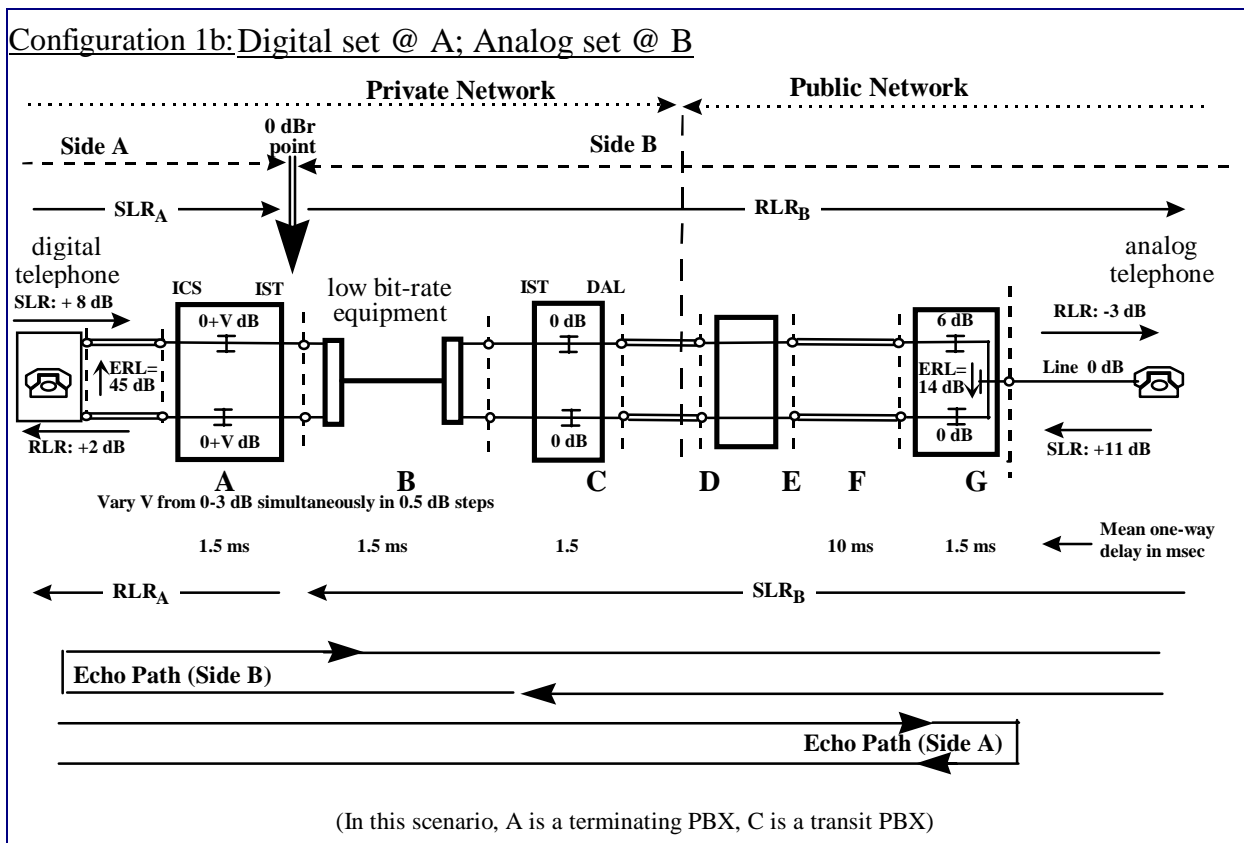 Configuration 1b: Digital set @ A; Analog set @ B
Private Network
Public Network
0 dBr
point
Side A
Side B
SLRA
RLRB
digital
telephone
analog
telephone
SLR: + 8 dB
ICS IST
low bit-rate
equipment
IST DAL
RLR: -3 dB
0+V dB
0 dB
6 dB
ERL=
45 dB
ERL=
14 dB
Line 0 dB
0+V dB
0 dB
0 dB
RLR: +2 dB
SLR: +11 dB
A B C D E F G
Vary V from 0-3 dB simultaneously in 0.5 dB steps
1.5 ms 1.5 ms 1.5 10 ms 1.5 ms
Mean one-way
delay in msec
RLRA
SLRB
Echo Path (Side B)
Echo Path (Side A)
(In this scenario, A is a terminating PBX, C is a transit PBX)